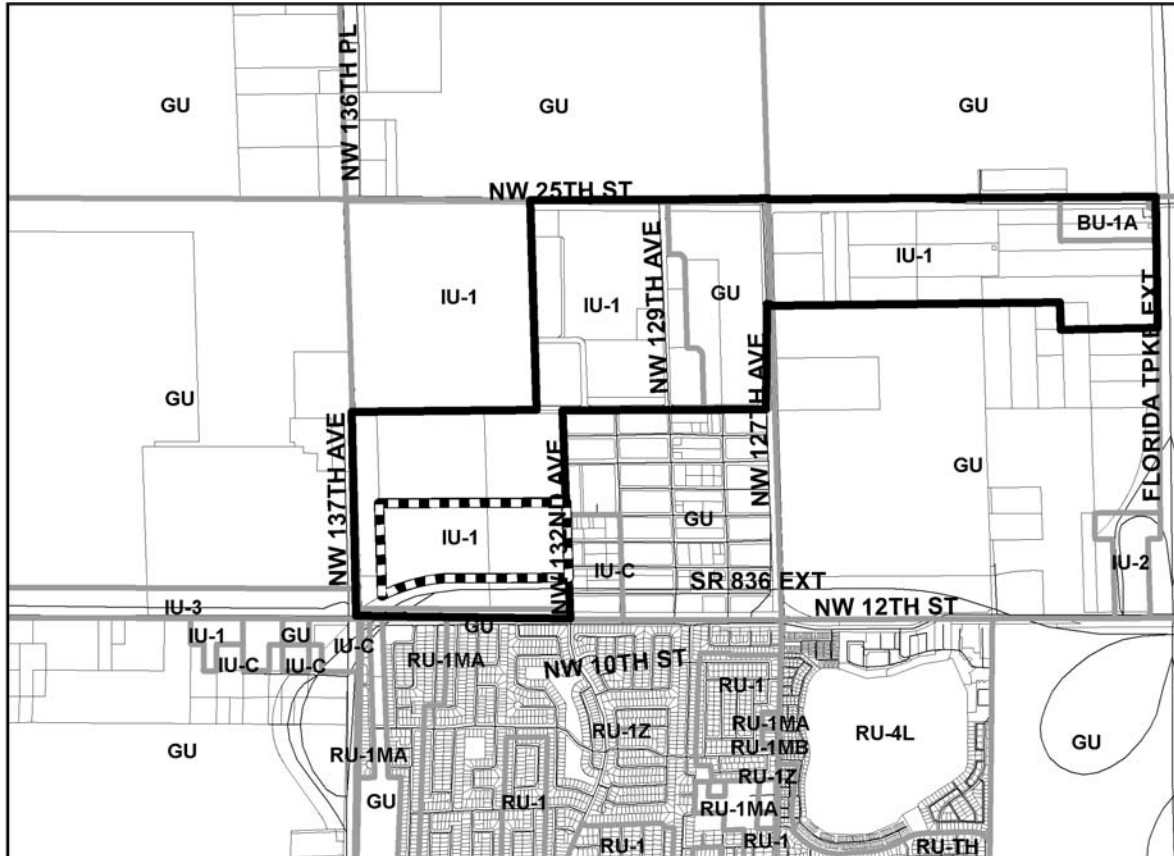 NW 136TH PL
GU
GU
GU
NW 25TH ST
BU-1A
IU-1
IU-1
IU-1
GU
NW 129TH AVE
FLORIDA TPKE EXT
NW 127TH AVE
GU
NW 137TH AVE
NW 132ND AVE
GU
IU-1
GU
IU-C
IU-2
SR 836 EXT
NW 12TH ST
IU-3
IU-1
GU
IU-C
GU
IU-C
IU-C
RU-1MA
NW 10TH ST
RU-1
RU-1Z
RU-1MA
RU-4L
GU
GU
RU-1MA
RU-1MB
RU-1Z
GU
RU-1
RU-1MA
RU-1
RU-1
RU-TH